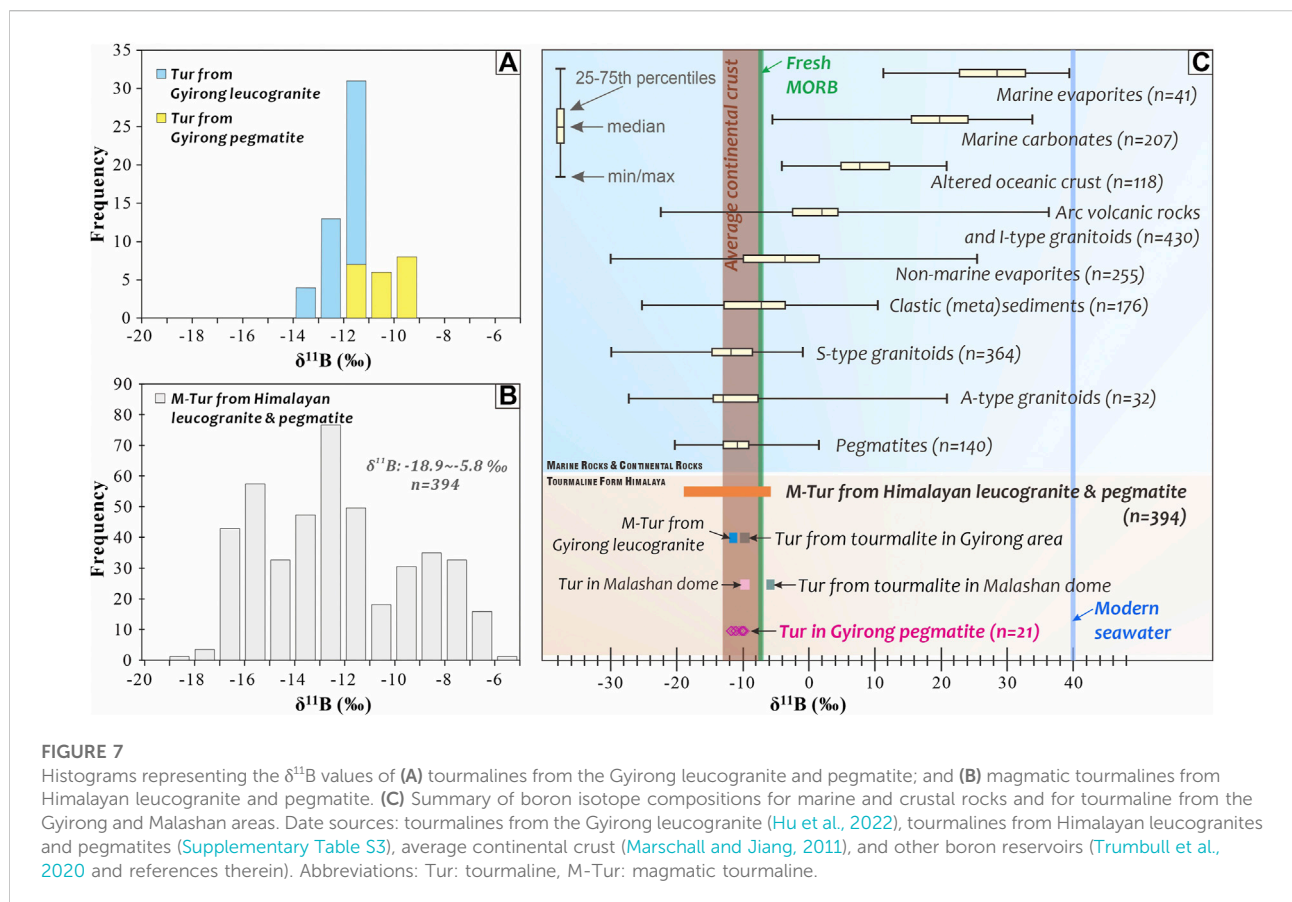 35
30
25
20
15
10
5
0
Frequency
A
Tur from
Gyirong leucogranite
Tur from
Gyirong pegmatite
-20 -18 -16 -14 -12 -10 -8 -6
δ¹¹B (‰)
90
80
70
60
50
40
30
20
10
0
Frequency
B
M-Tur from Himalayan
leucogranite & pegmatite
δ¹¹B: -18.9~-5.8 ‰
n=394
-20 -18 -16 -14 -12 -10 -8 -6
δ¹¹B (‰)
C
25-75th percentiles
median
min/max
Average continental crust
Fresh
MORB
Marine evaporites (n=41)
Marine carbonates (n=207)
Altered oceanic crust (n=118)
Arc volcanic rocks
and I-type granitoids (n=430)
Non-marine evaporites (n=255)
Clastic (meta)sediments (n=176)
S-type granitoids (n=364)
A-type granitoids (n=32)
Pegmatites (n=140)
Marine Rocks & Continental Rocks
Tourmaline Form Himalaya
M-Tur from Himalayan leucogranite & pegmatite
(n=394)
M-Tur from
Gyirong leucogranite
Tur from tourmalite in Gyirong area
Tur in Malashan dome
Tur from tourmalite in Malashan dome
Tur in Gyirong pegmatite (n=21)
Modern
seawater
-30 -20 -10 0 10 20 30 40
δ¹¹B (‰)
FIGURE 7
Histograms representing the δ¹¹B values of (A) tourmalines from the Gyirong leucogranite and pegmatite; and (B) magmatic tourmalines from
Himalayan leucogranite and pegmatite. (C) Summary of boron isotope compositions for marine and crustal rocks and for tourmaline from the
Gyirong and Malashan areas. Date sources: tourmalines from the Gyirong leucogranite (Hu et al., 2022), tourmalines from Himalayan leucogranites
and pegmatites (Supplementary Table S3), average continental crust (Marschall and Jiang, 2011), and other boron reservoirs (Trumbull et al.,
2020 and references therein). Abbreviations: Tur: tourmaline, M-Tur: magmatic tourmaline.